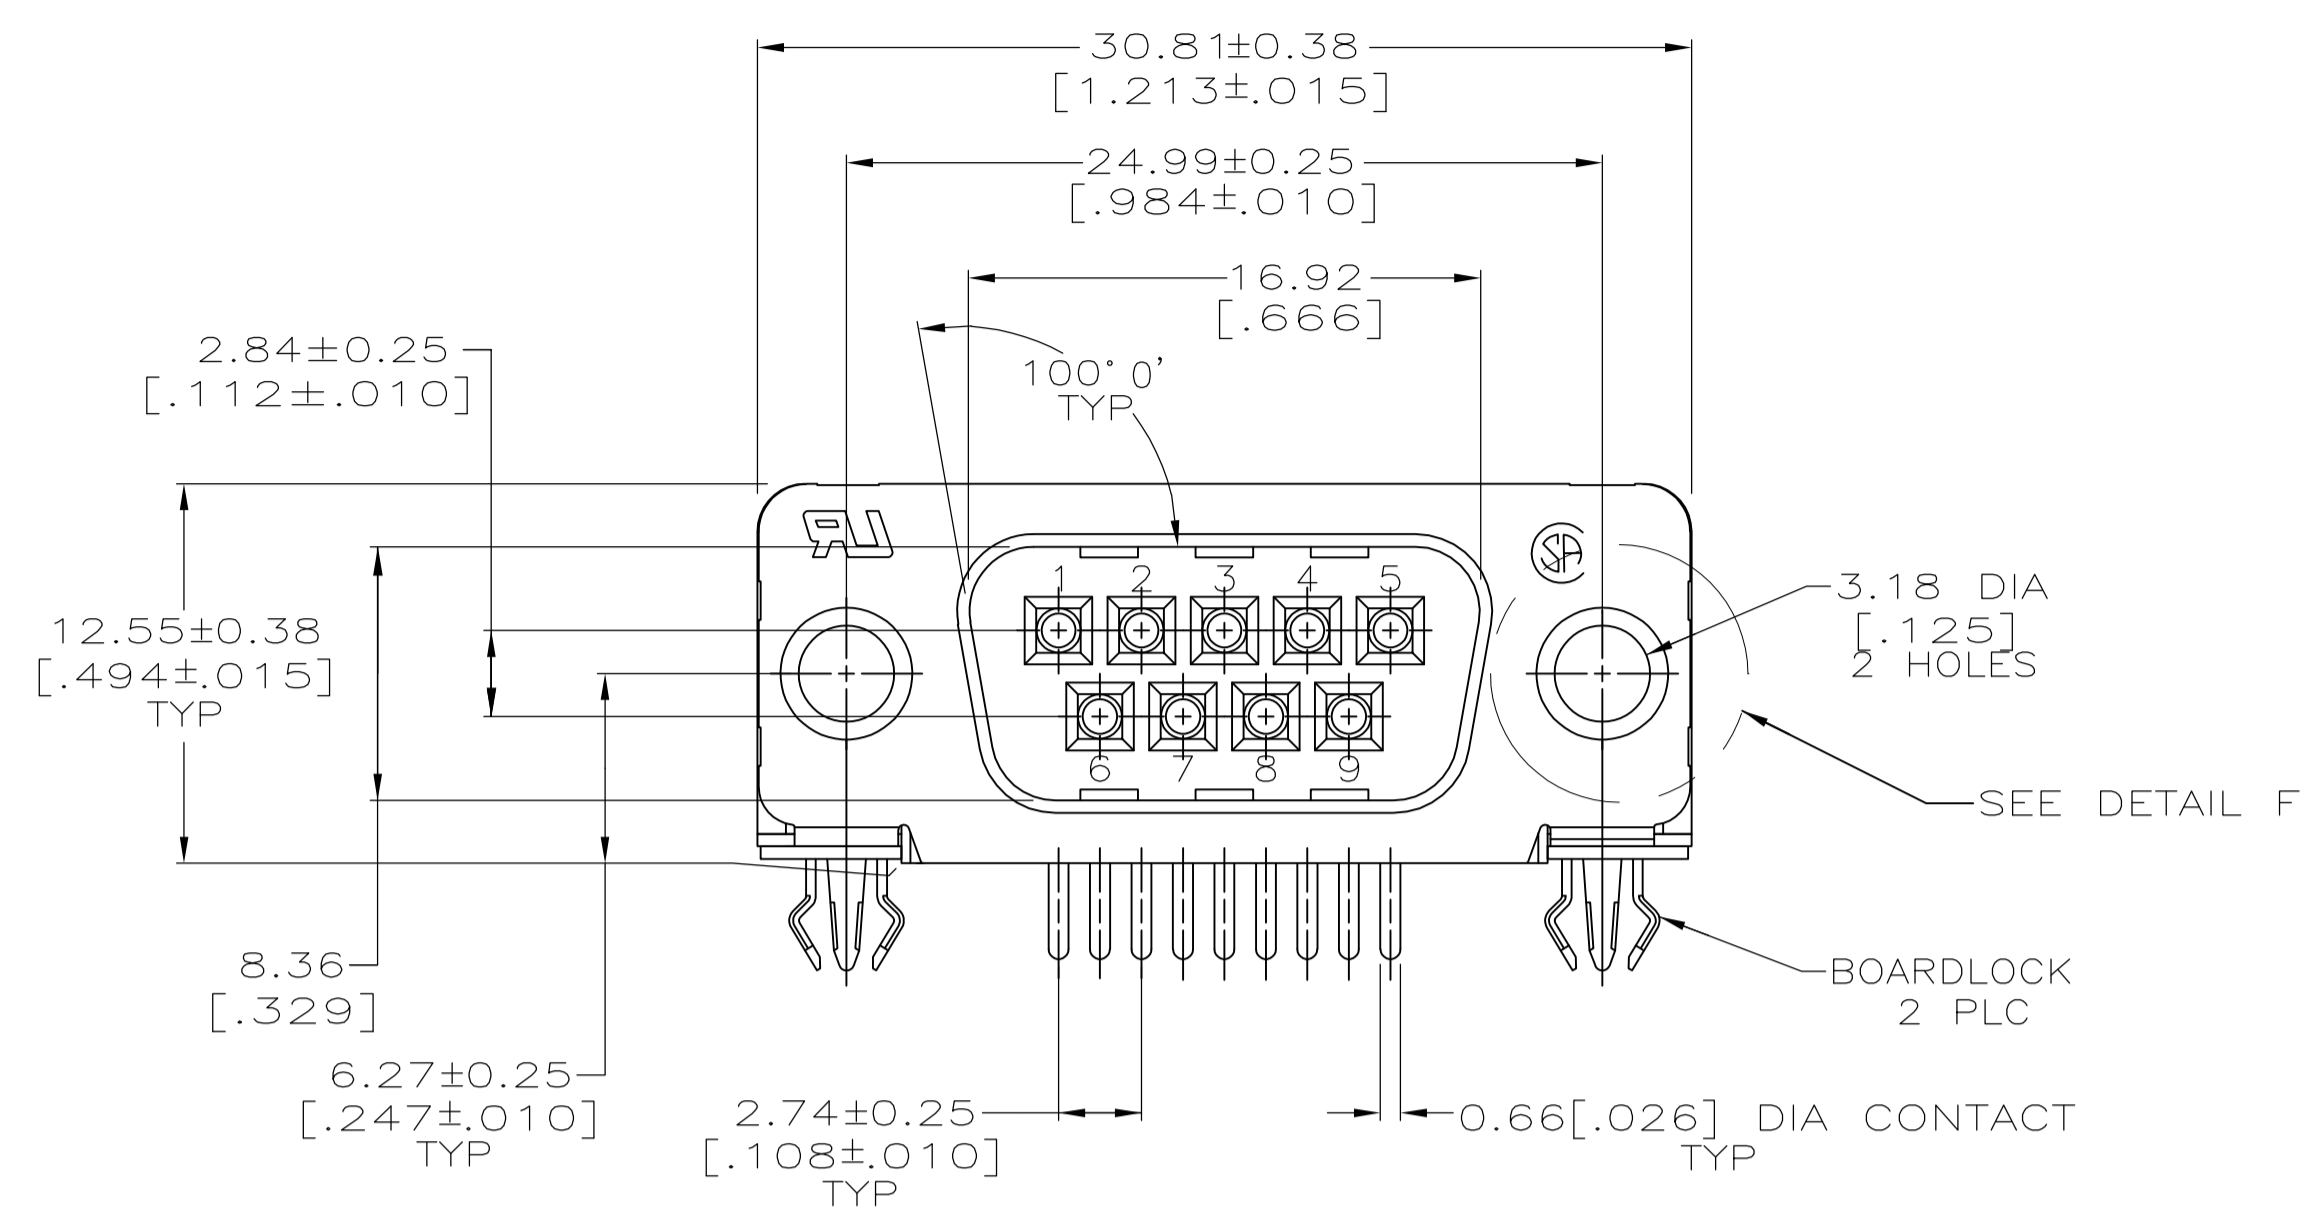 30.81±0.38
[1.213±.015]
24.99±0.25
[.984±.010]
16.92
[.666]
2.84±0.25
[.112±.010]
100° 0'
TYP
1 2 3 4 5
3.18 DIA
[.125]
2 HOLES
12.55±0.38
[.494±.015]
TYP
6 7 8 9
SEE DETAIL F
8.36
[.329]
BOARDLOCK
2 PLC
6.27±0.25
[.247±.010]
TYP
2.74±0.25
[.108±.010]
TYP
0.66[.026] DIA CONTACT
TYP